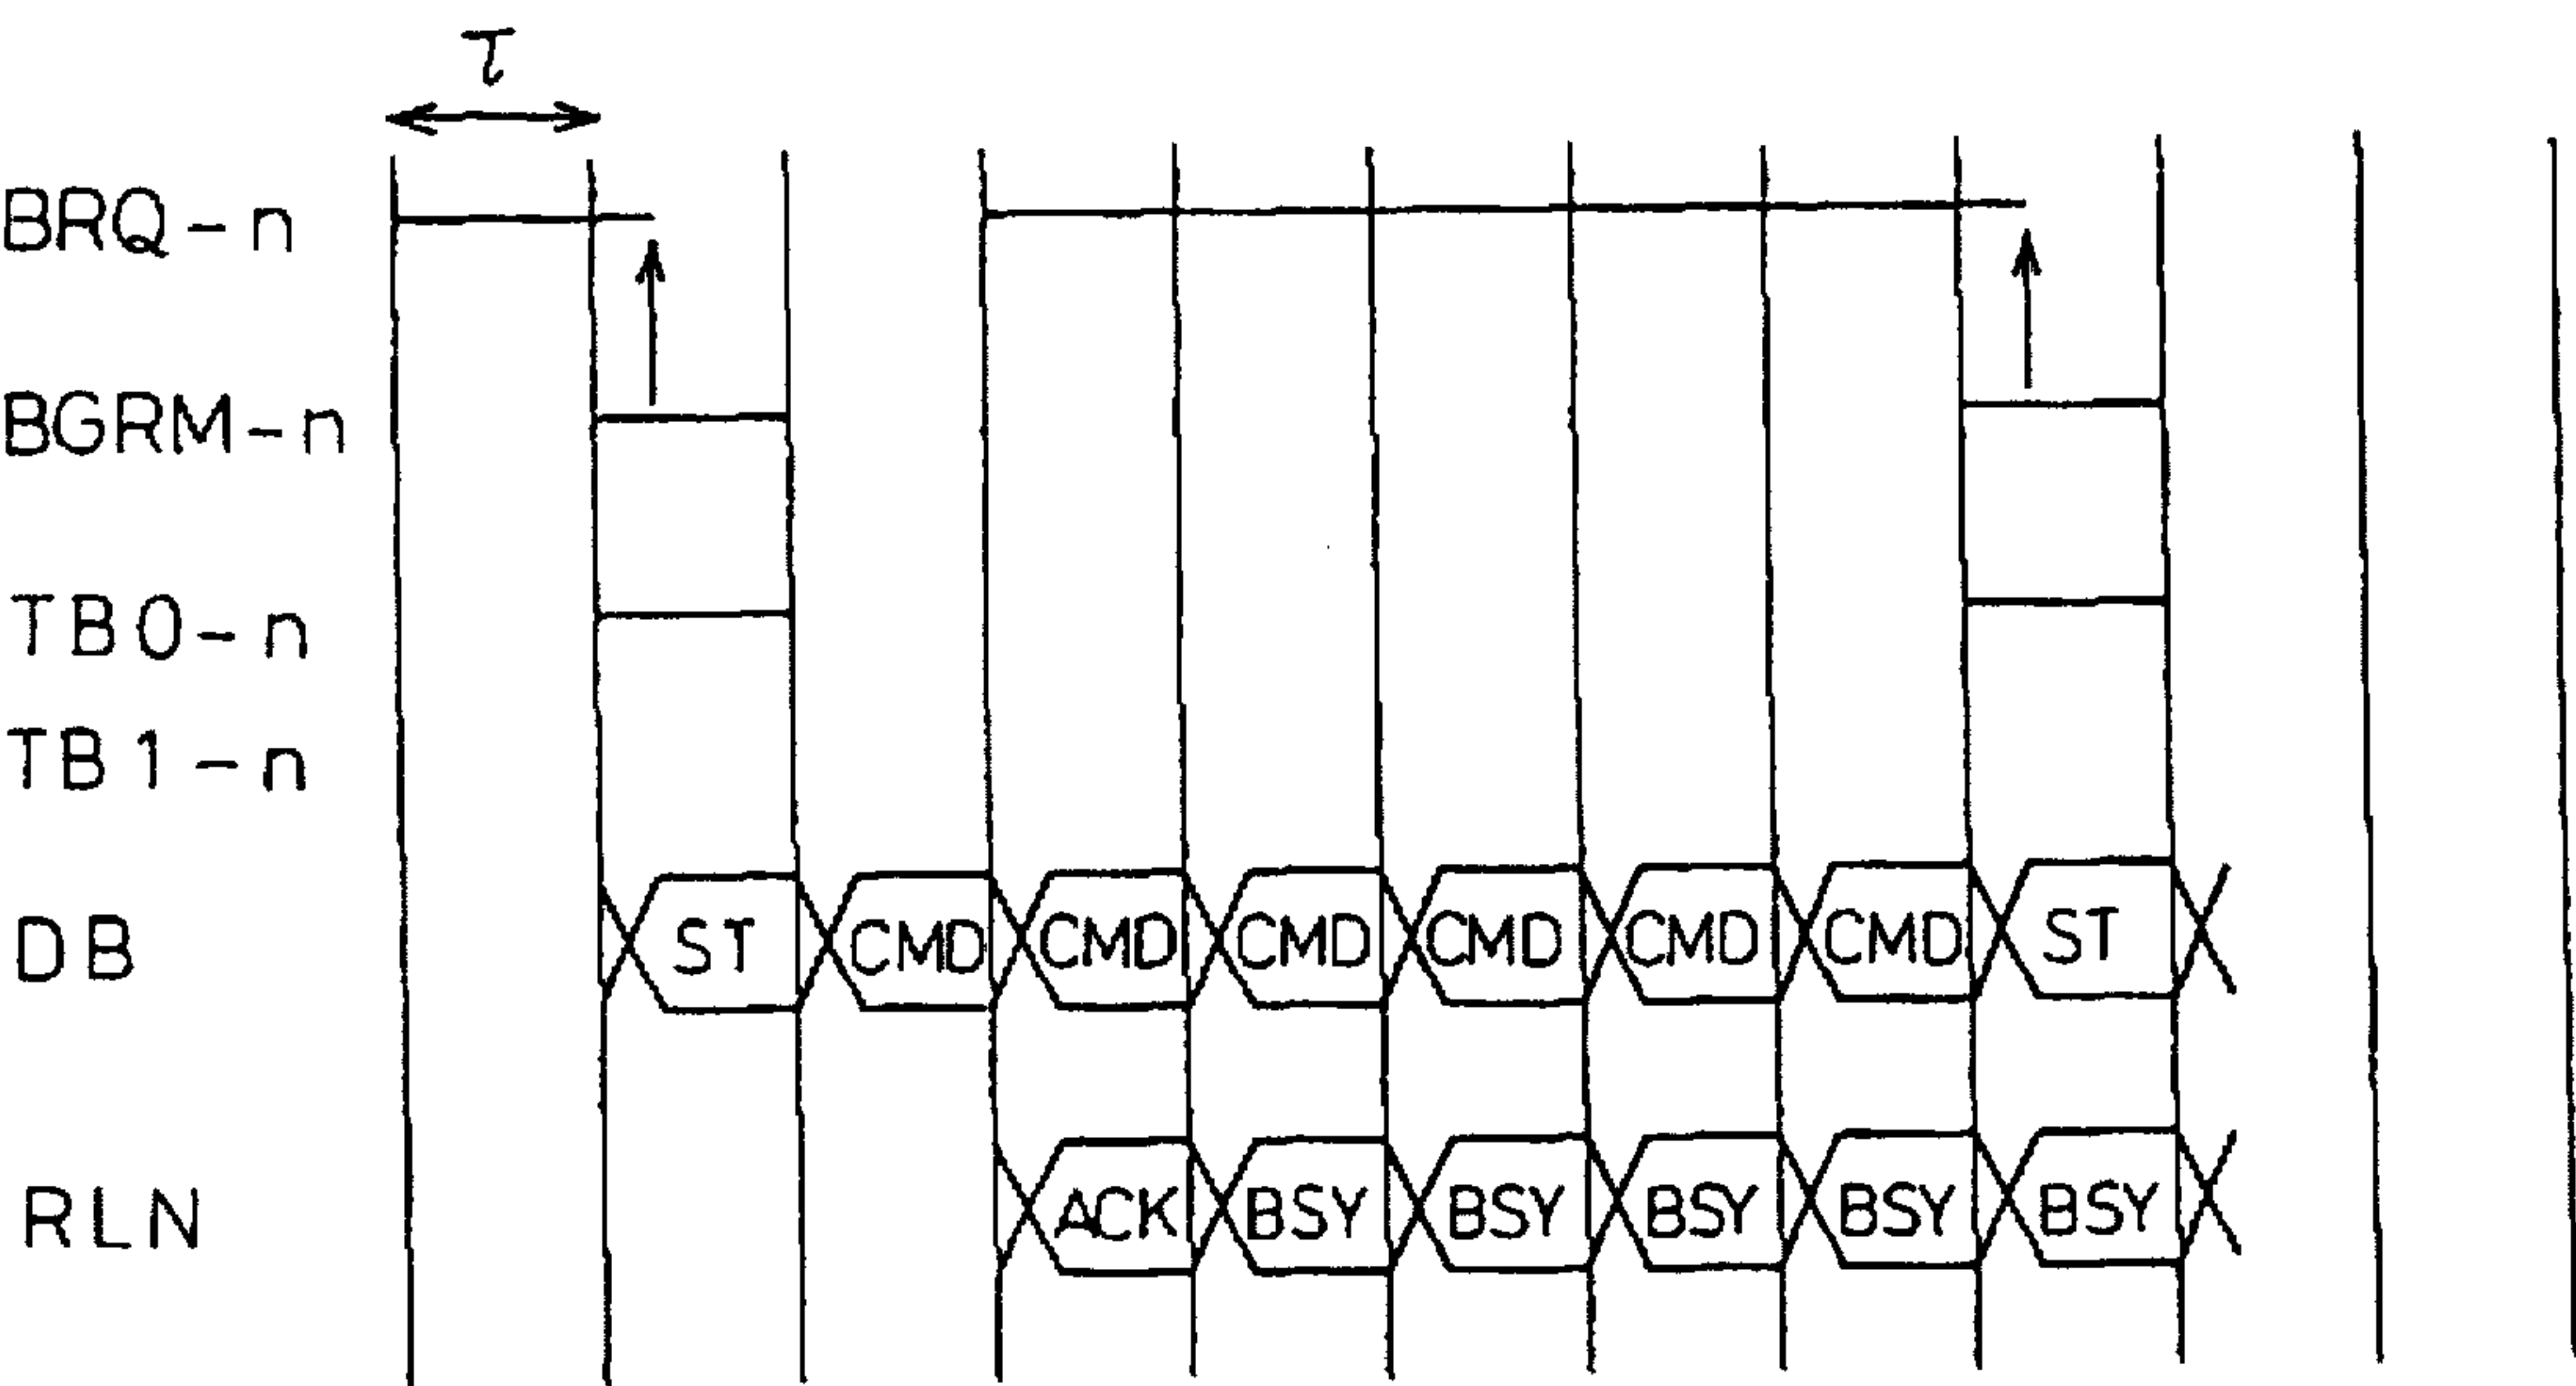 τ
BRQ-n
BGRM-n
TB0-n
TB1-n
DB ST CMD CMD CMD CMD CMD CMD ST
RLN ACK BSY BSY BSY BSY BSY